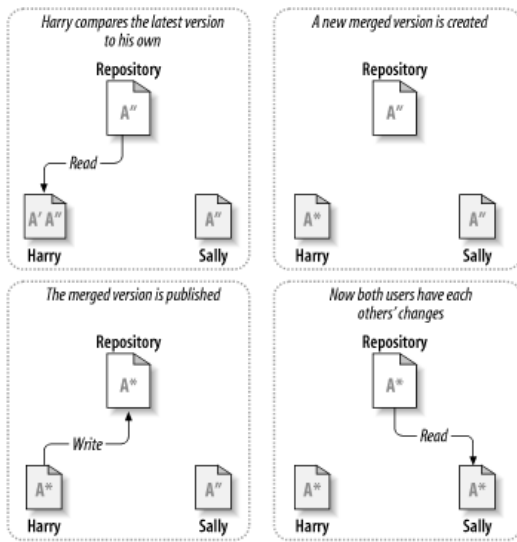 Harry compares the latest version
to his own
Repository
A″
Read
A′ A″
A″
Harry
Sally
A new merged version is created
Repository
A″
A*
A″
Harry
Sally
The merged version is published
Repository
A*
Write
A*
A″
Harry
Sally
Now both users have each
others’ changes
Repository
A*
Read
A*
A*
Harry
Sally